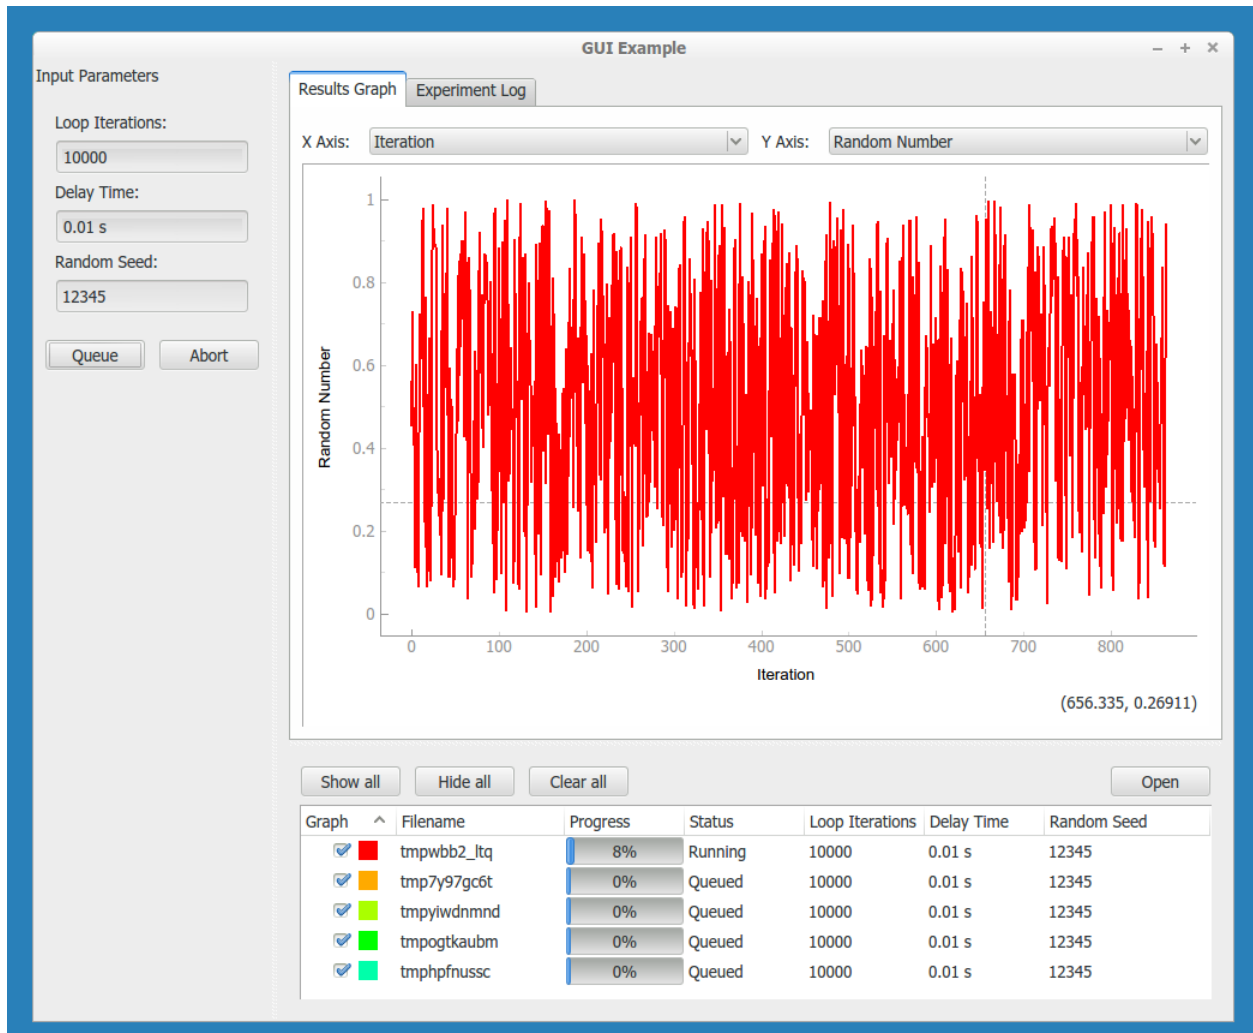 GUI Example
Input Parameters
Loop Iterations:
10000
Delay Time:
0.01 s
Random Seed:
12345
Queue Abort
Results Graph Experiment Log
X Axis: Iteration Y Axis: Random Number
1
0.8
0.6
0.4
0.2
0
Random Number
0 100 200 300 400 500 600 700 800
Iteration
(656.335, 0.26911)
Show all Hide all Clear all Open
Graph Filename Progress Status Loop Iterations Delay Time Random Seed
tmpwbb2_ltq 8% Running 10000 0.01 s 12345
tmp7y97gc6t 0% Queued 10000 0.01 s 12345
tmpyiwdnmnd 0% Queued 10000 0.01 s 12345
tmpogtkaubm 0% Queued 10000 0.01 s 12345
tmphpfnussc 0% Queued 10000 0.01 s 12345